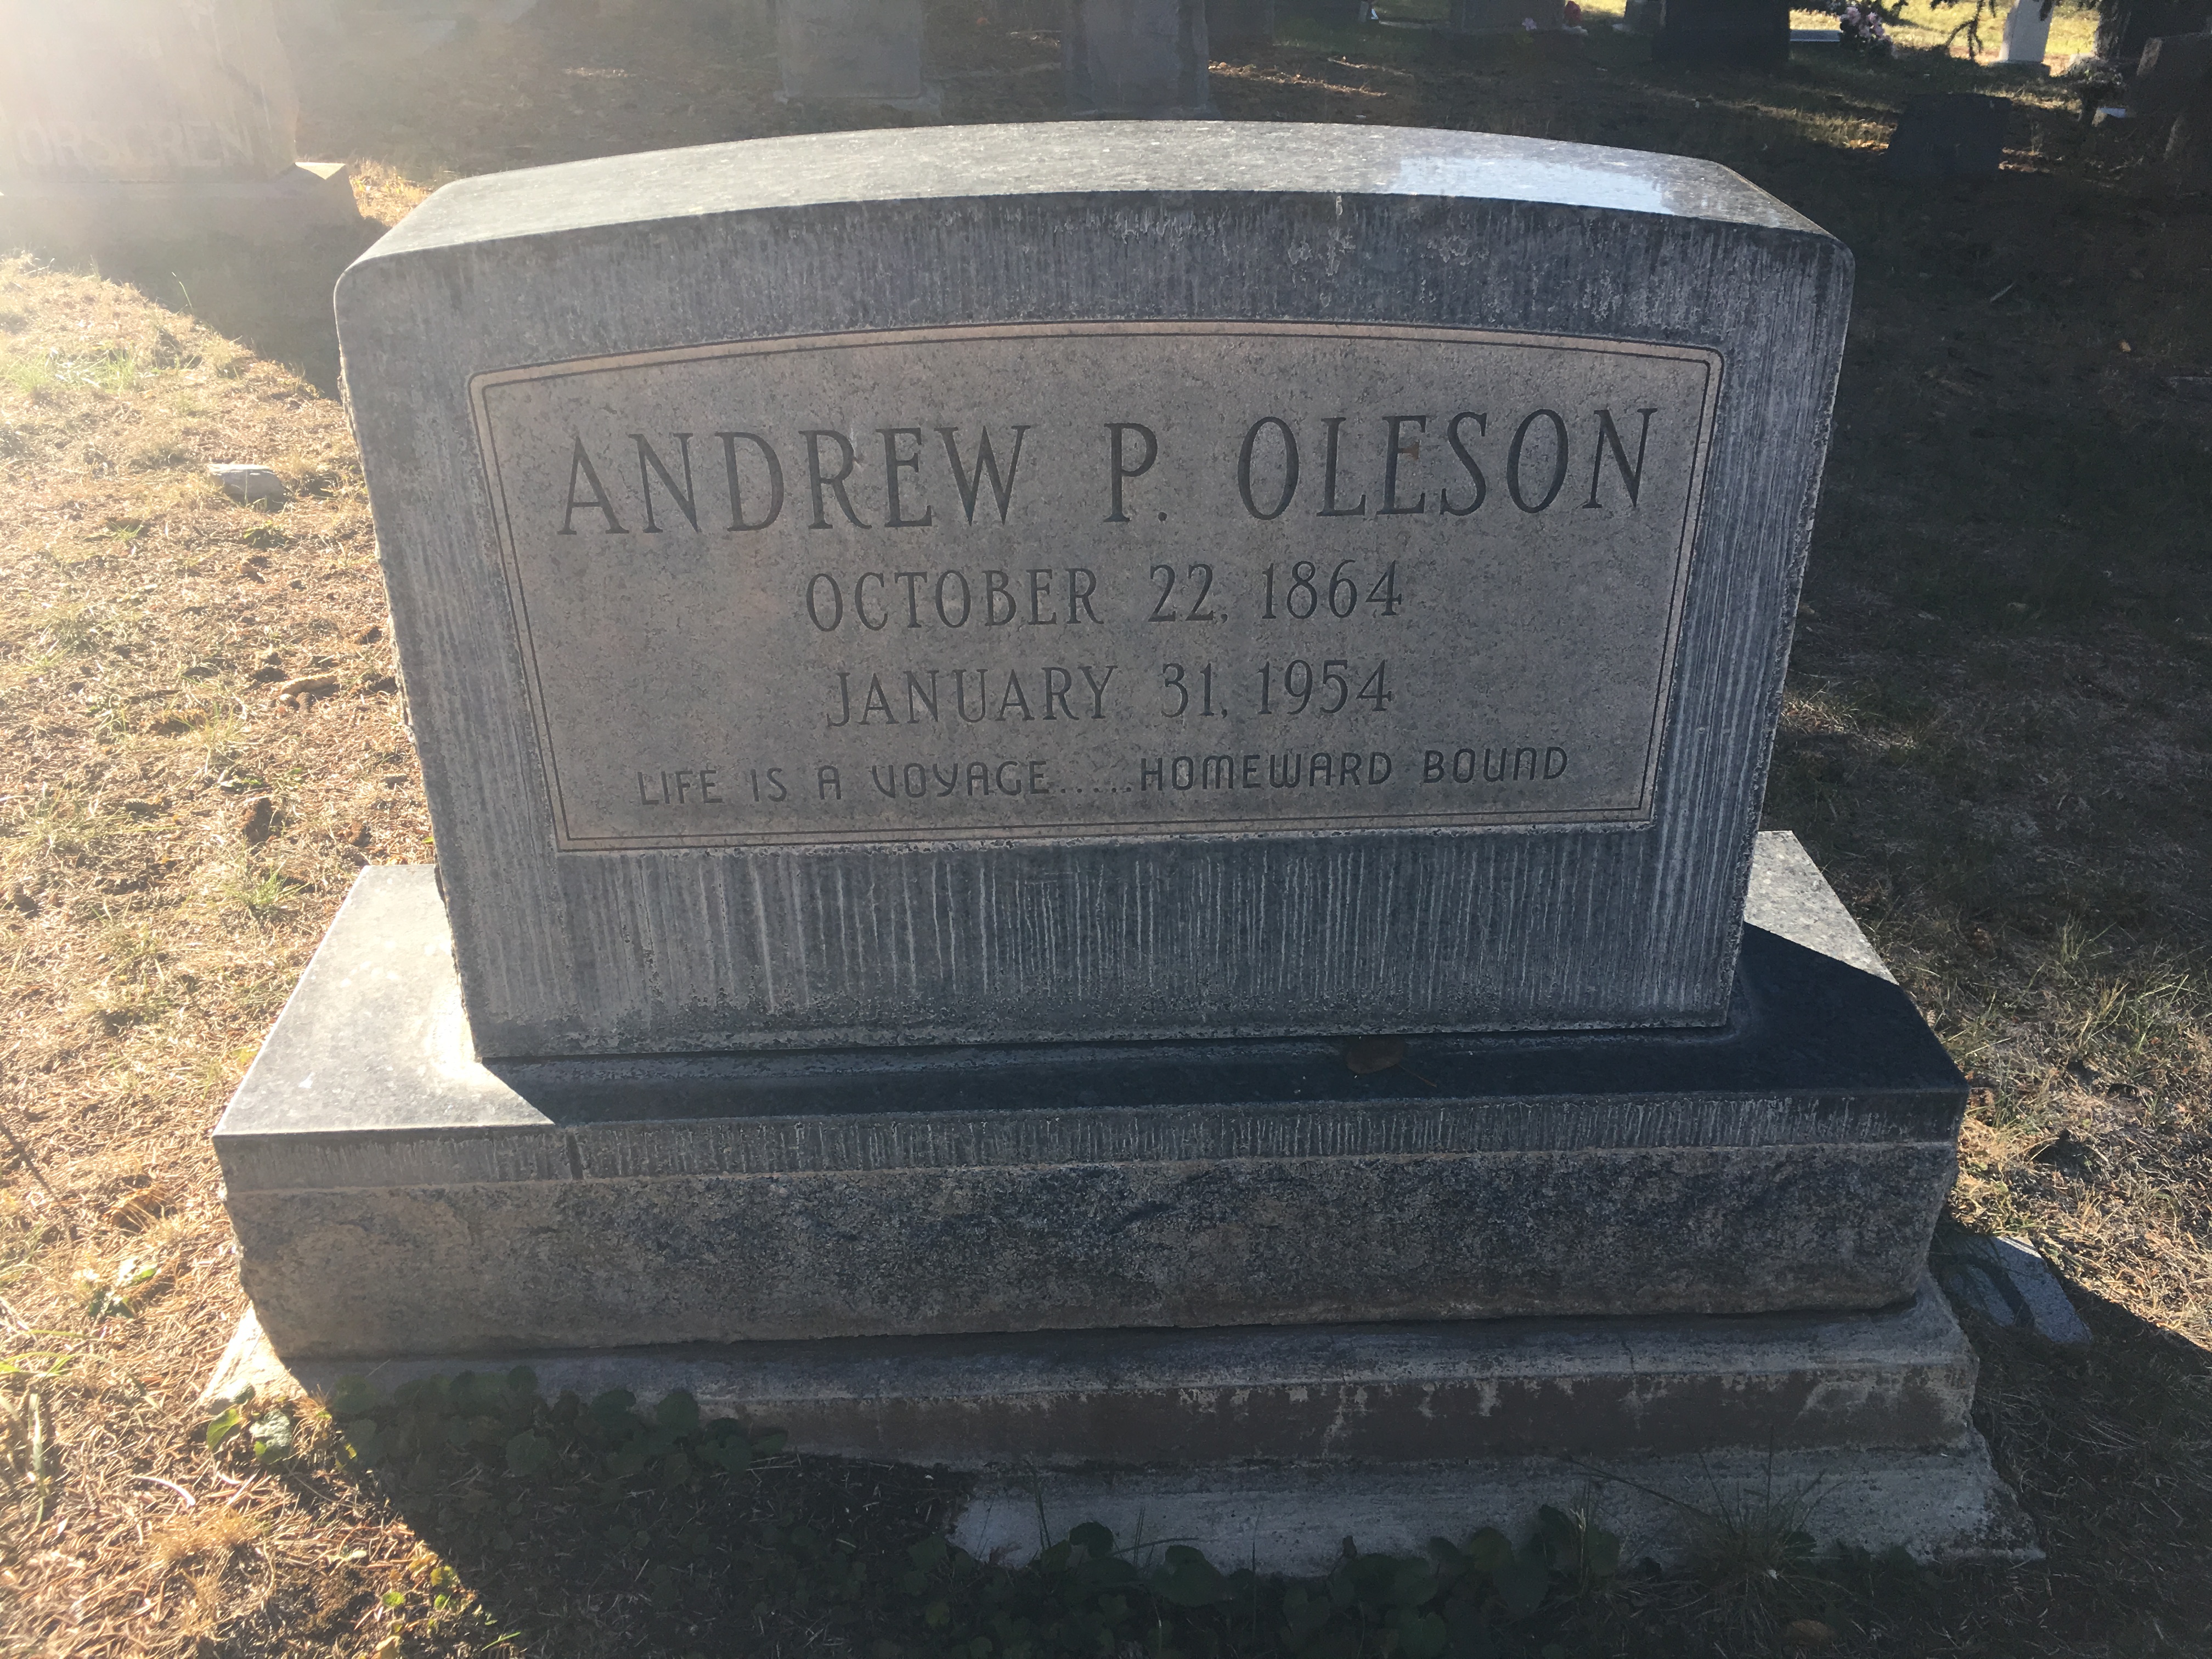 ANDREW P. OLESON
OCTOBER 22, 1864
JANUARY 31, 1954
LIFE IS A VOYAGE.....HOMEWARD BOUND